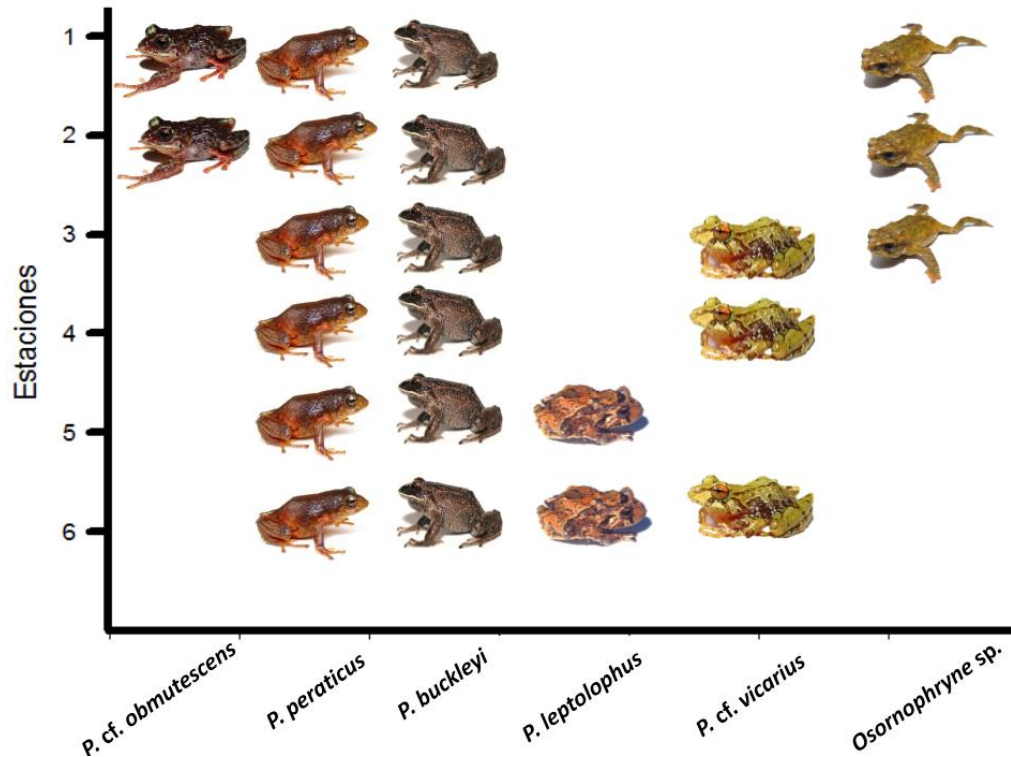 Estaciones
1
2
3
4
5
6
P. cf. obmutescens
P. peraticus
P. buckleyi
P. leptolophus
P. cf. vicarius
Osornophryne sp.